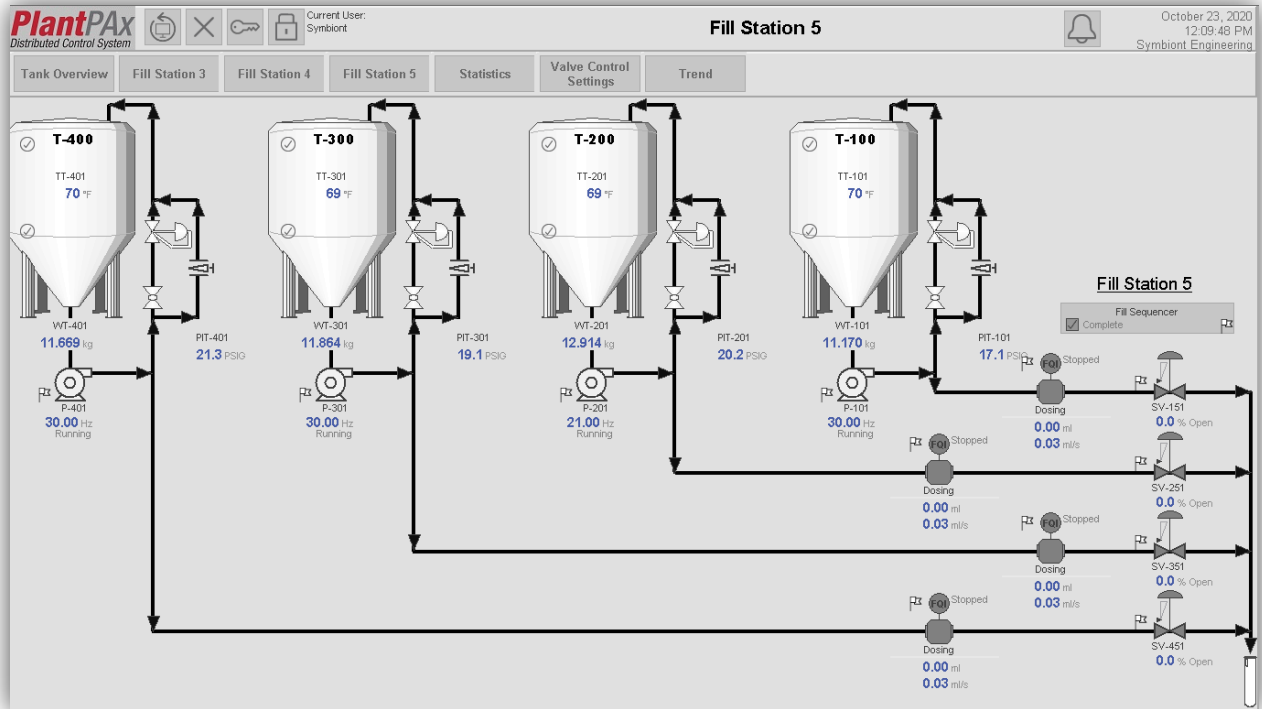 PlantPAx
Distributed Control System
Current User:
Symbiont
Fill Station 5
October 23, 2020
12:09:48 PM
Symbiont Engineering
Tank Overview
Fill Station 3
Fill Station 4
Fill Station 5
Statistics
Valve Control
Settings
Trend
T-400
TT-401
70 °F
WT-401
11.669 kg
PIT-401
21.3 PSIG
P-401
30.00 Hz
Running
T-300
TT-301
69 °F
WT-301
11.864 kg
PIT-301
19.1 PSIG
P-301
30.00 Hz
Running
T-200
TT-201
69 °F
WT-201
12.914 kg
PIT-201
20.2 PSIG
P-201
21.00 Hz
Running
T-100
TT-101
70 °F
WT-101
11.170 kg
PIT-101
17.1 PSIG
P-101
30.00 Hz
Running
Fill Station 5
Fill Sequencer
Complete
FQI
Stopped
Dosing
0.00 ml
0.03 ml/s
SV-151
0.0 % Open
FQI
Stopped
Dosing
0.00 ml
0.03 ml/s
SV-251
0.0 % Open
FQI
Stopped
Dosing
0.00 ml
0.03 ml/s
SV-351
0.0 % Open
FQI
Stopped
Dosing
0.00 ml
0.03 ml/s
SV-451
0.0 % Open